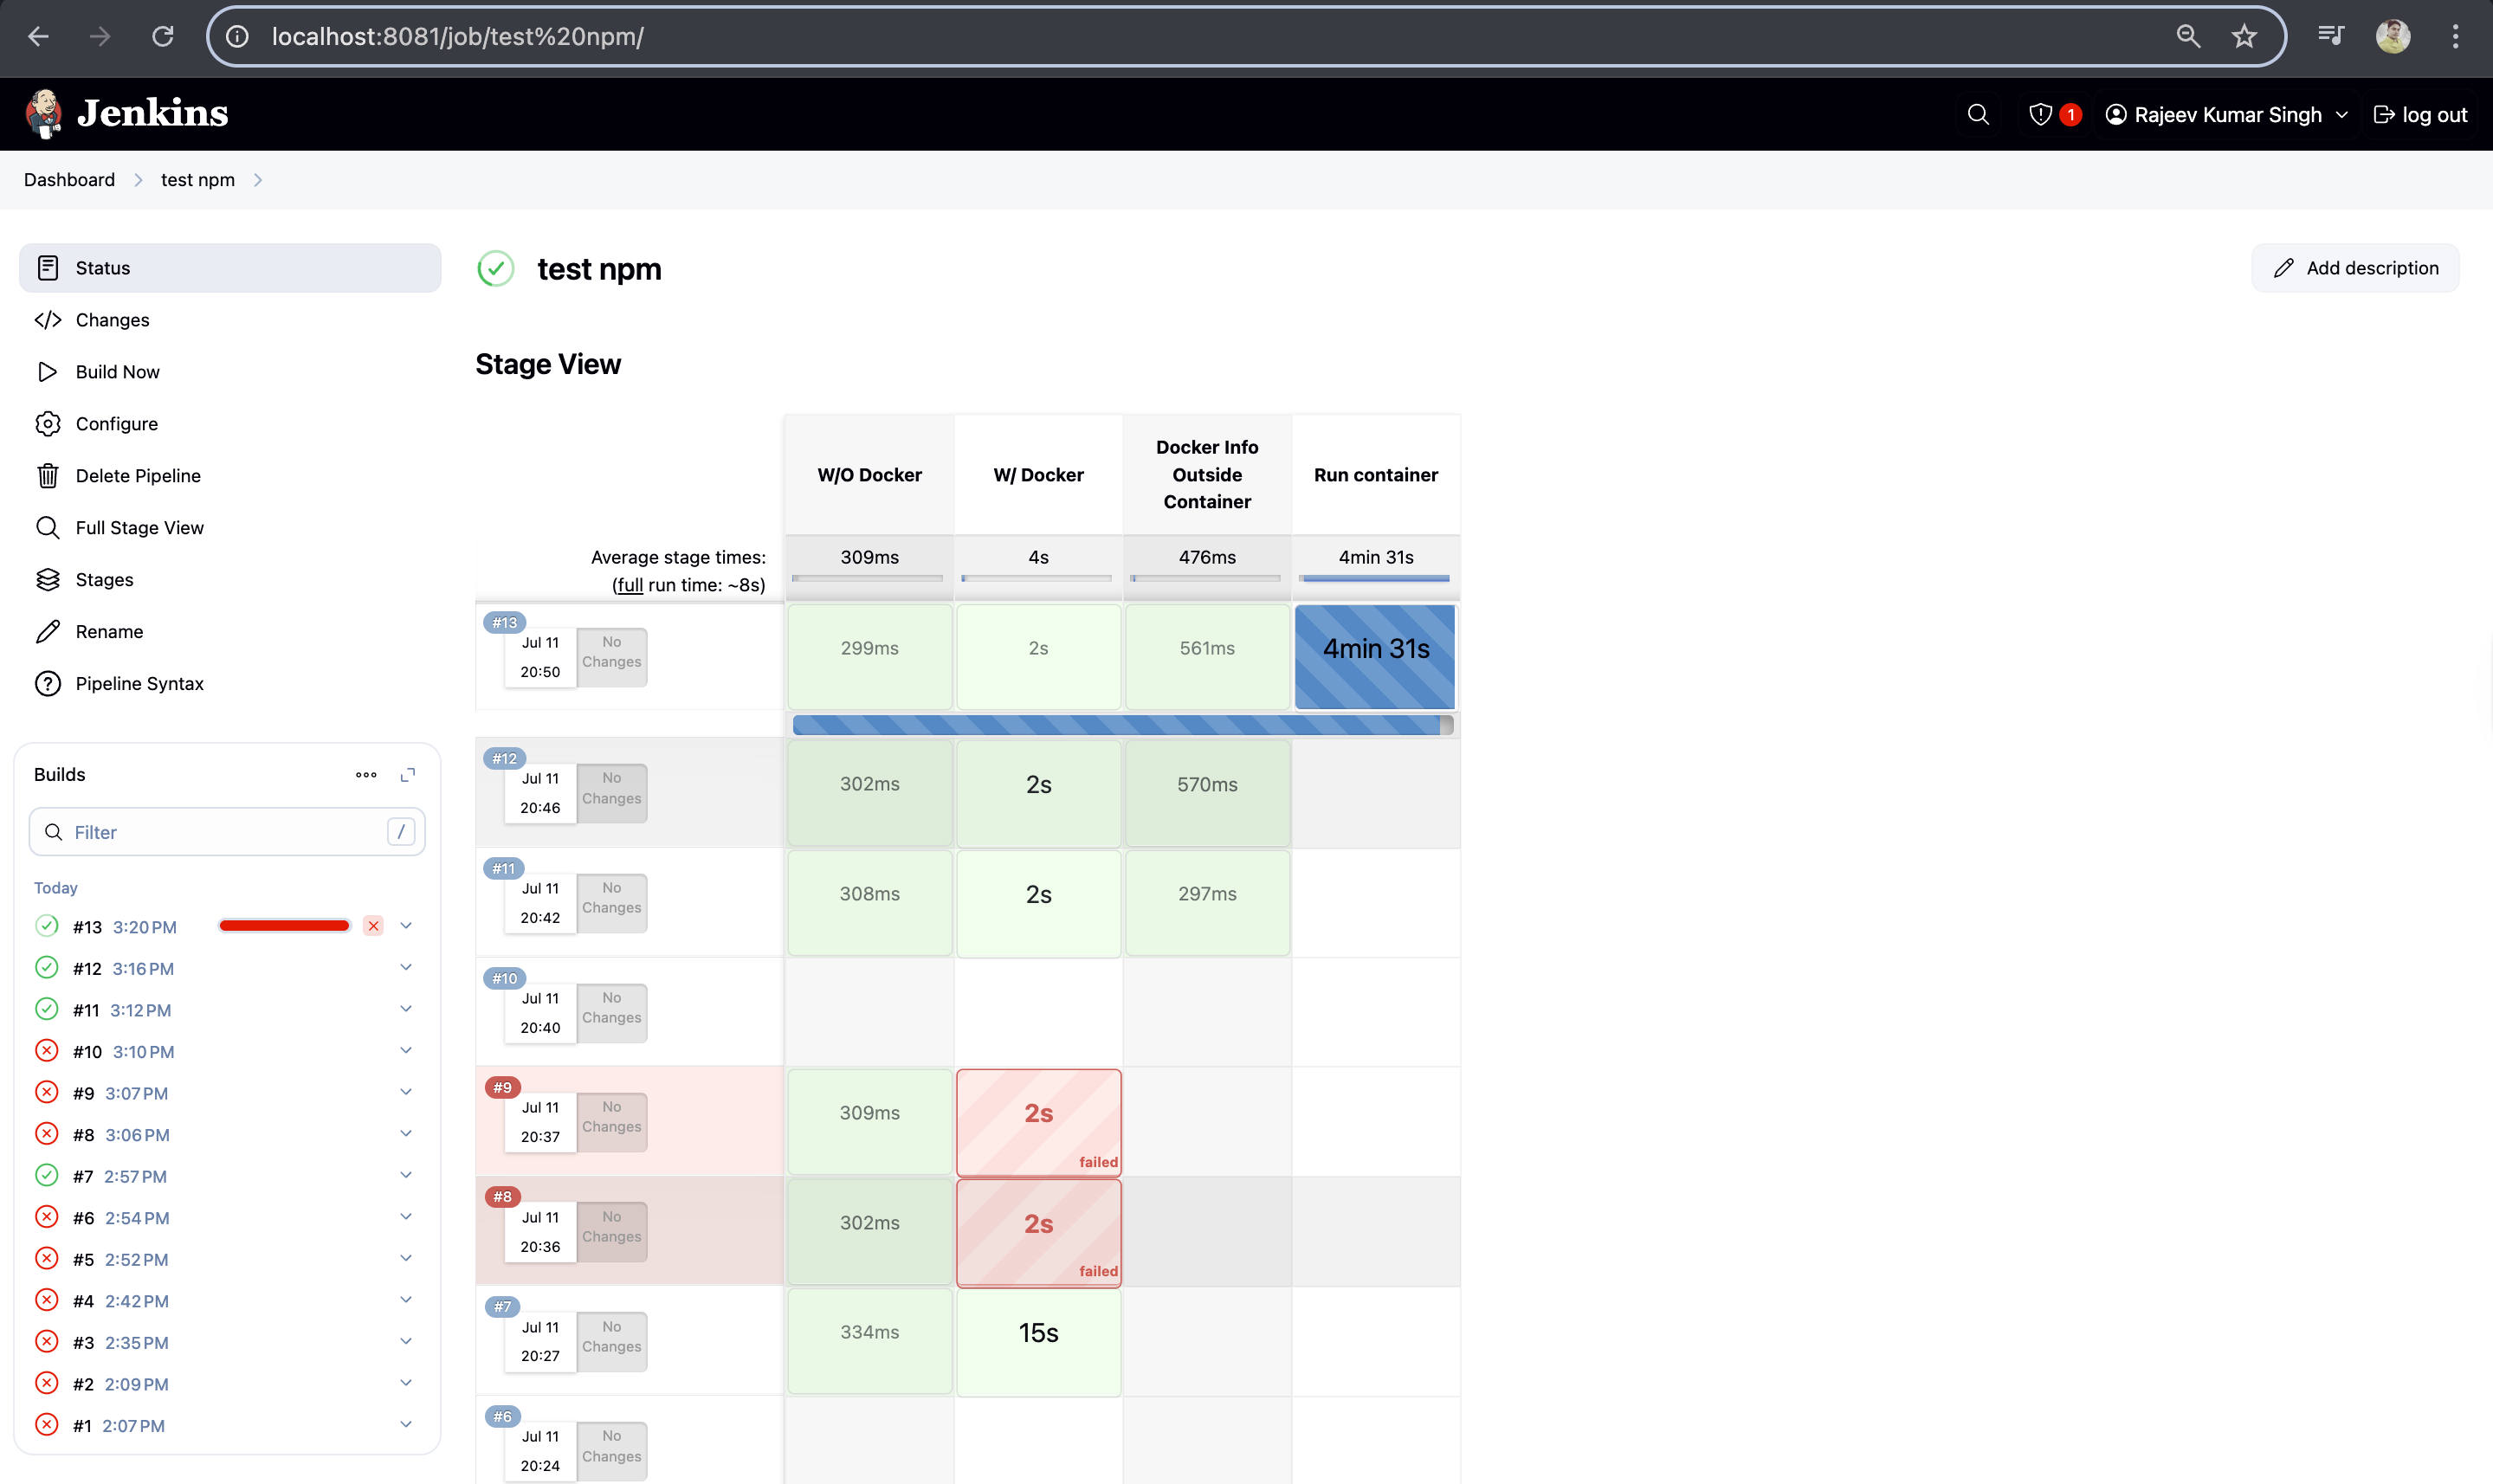 localhost:8081/job/test%20npm/
Jenkins
1
Rajeev Kumar Singh
log out
Dashboard
test npm
Status
Changes
Build Now
Configure
Delete Pipeline
Full Stage View
Stages
Rename
Pipeline Syntax
Builds
Filter
/
Today
#13 3:20 PM
#12 3:16 PM
#11 3:12 PM
#10 3:10 PM
#9 3:07 PM
#8 3:06 PM
#7 2:57 PM
#6 2:54 PM
#5 2:52 PM
#4 2:42 PM
#3 2:35 PM
#2 2:09 PM
#1 2:07 PM
test npm
Add description
Stage View
W/O Docker
W/ Docker
Docker Info
Outside
Container
Run container
Average stage times:
(full run time: ~8s)
309ms
4s
476ms
4min 31s
#13
Jul 11
20:50
No
Changes
299ms
2s
561ms
4min 31s
#12
Jul 11
20:46
No
Changes
302ms
2s
570ms
#11
Jul 11
20:42
No
Changes
308ms
2s
297ms
#10
Jul 11
20:40
No
Changes
#9
Jul 11
20:37
No
Changes
309ms
2s
failed
#8
Jul 11
20:36
No
Changes
302ms
2s
failed
#7
Jul 11
20:27
No
Changes
334ms
15s
#6
Jul 11
20:24
No
Changes